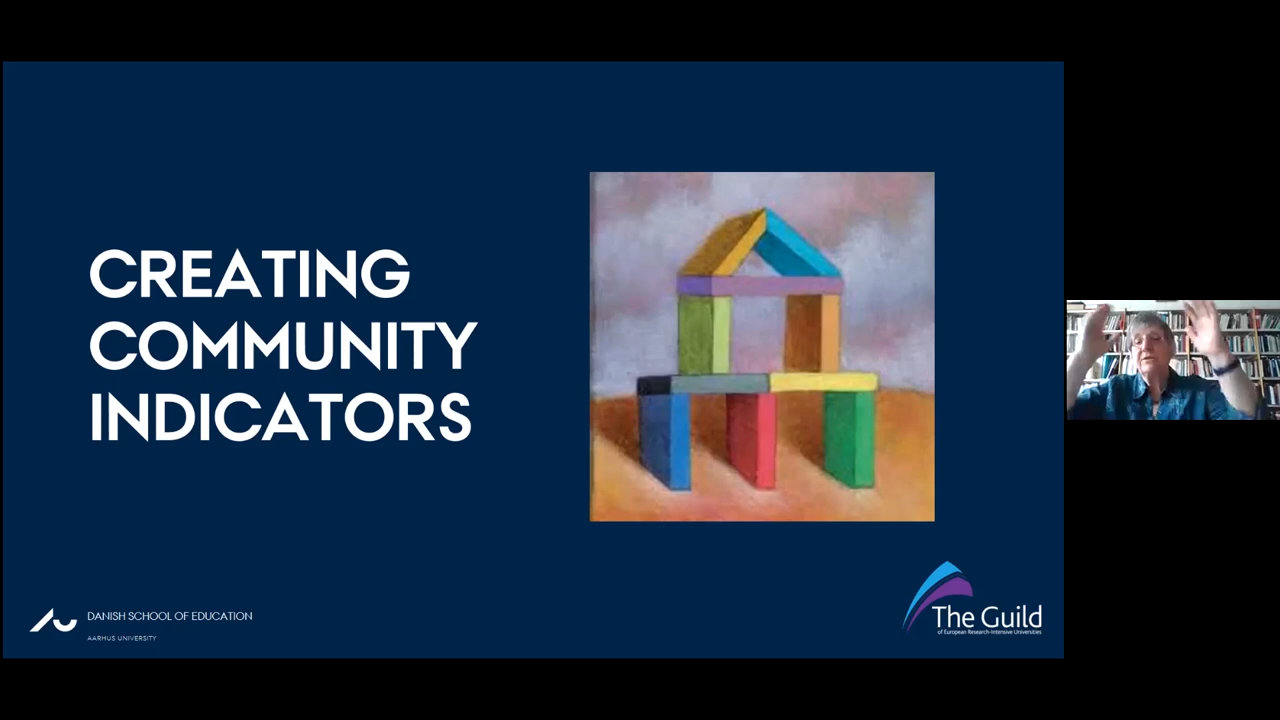 CREATING
COMMUNITY
INDICATORS
DANISH SCHOOL OF EDUCATION
AARHUS UNIVERSITY
The Guild
of European Research-Intensive Universities